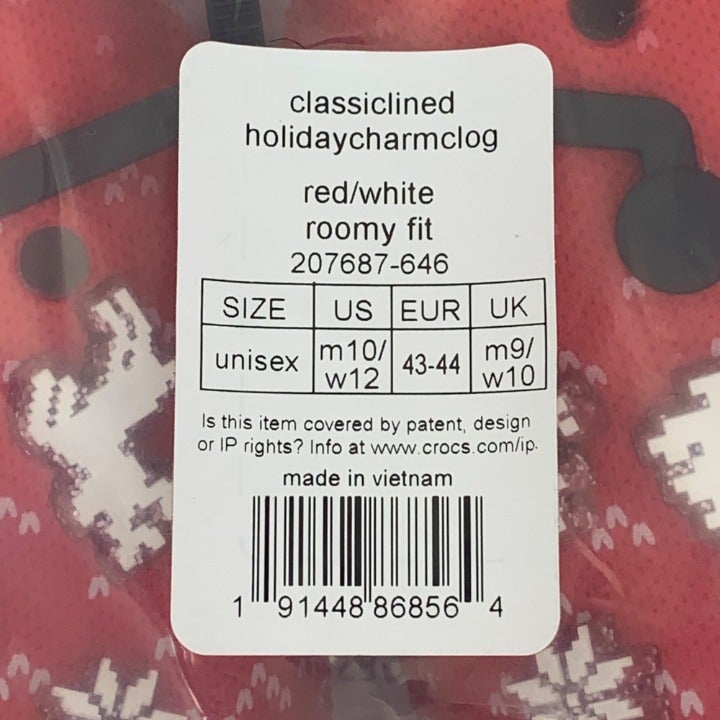 classiclined
holidaycharmclog
red/white
roomy fit
207687-646
SIZE US EUR UK
unisex m10/ w12 43-44 m9/ w10
Is this item covered by patent, design
or IP rights? Info at www.crocs.com/ip.
made in vietnam
1 91448 86856 4